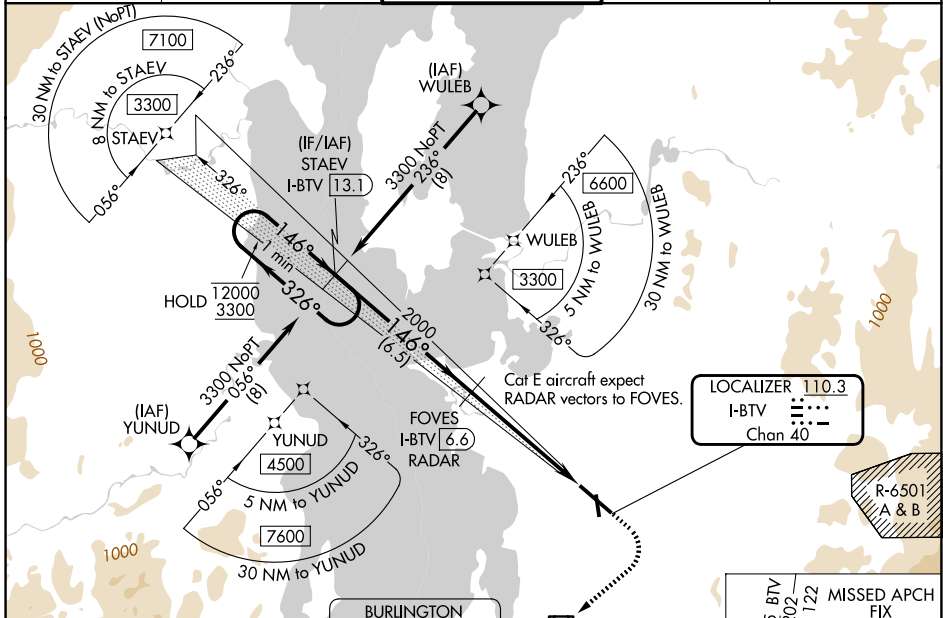 30 NM to STAEV (NoPT)
7100
8 NM to STAEV
3300
STAEV
236°
056°
326°
(IAF)
WULEB
(IF/IAF)
STAEV
I-BTV 13.1
3300 NoPT
236°
(8)
236°
6600
WULEB
3300
5 NM to WULEB
30 NM to WULEB
326°
146°
1 min
326°
HOLD 12000
3300
2000
146°
(6.5)
1000
1000
3300 NoPT
056°
(8)
(IAF)
YUNUD
Cat E aircraft expect
RADAR vectors to FOVES.
FOVES
I-BTV 6.6
RADAR
LOCALIZER 110.3
I-BTV
Chan 40
YUNUD
4500
056°
326°
5 NM to YUNUD
7600
30 NM to YUNUD
R-6501
A & B
1000
BURLINGTON
BTV
122
MISSED APCH
FIX